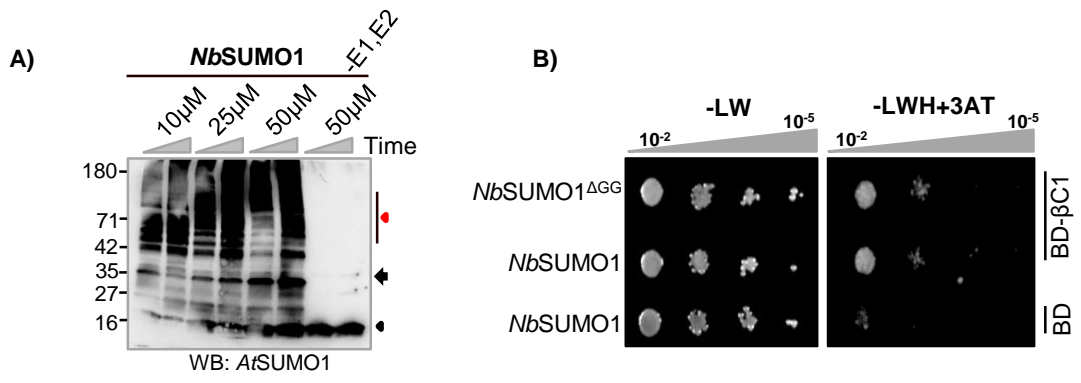 A)
NbSUMO1
-E1,E2
10µM 25µM 50µM 50µM
Time
180
71
42
35
27
16
WB: AtSUMO1
B)
-LW
-LWH+3AT
10-2 10-5
10-2 10-5
NbSUMO1ΔGG
NbSUMO1
NbSUMO1
BD-βC1
BD